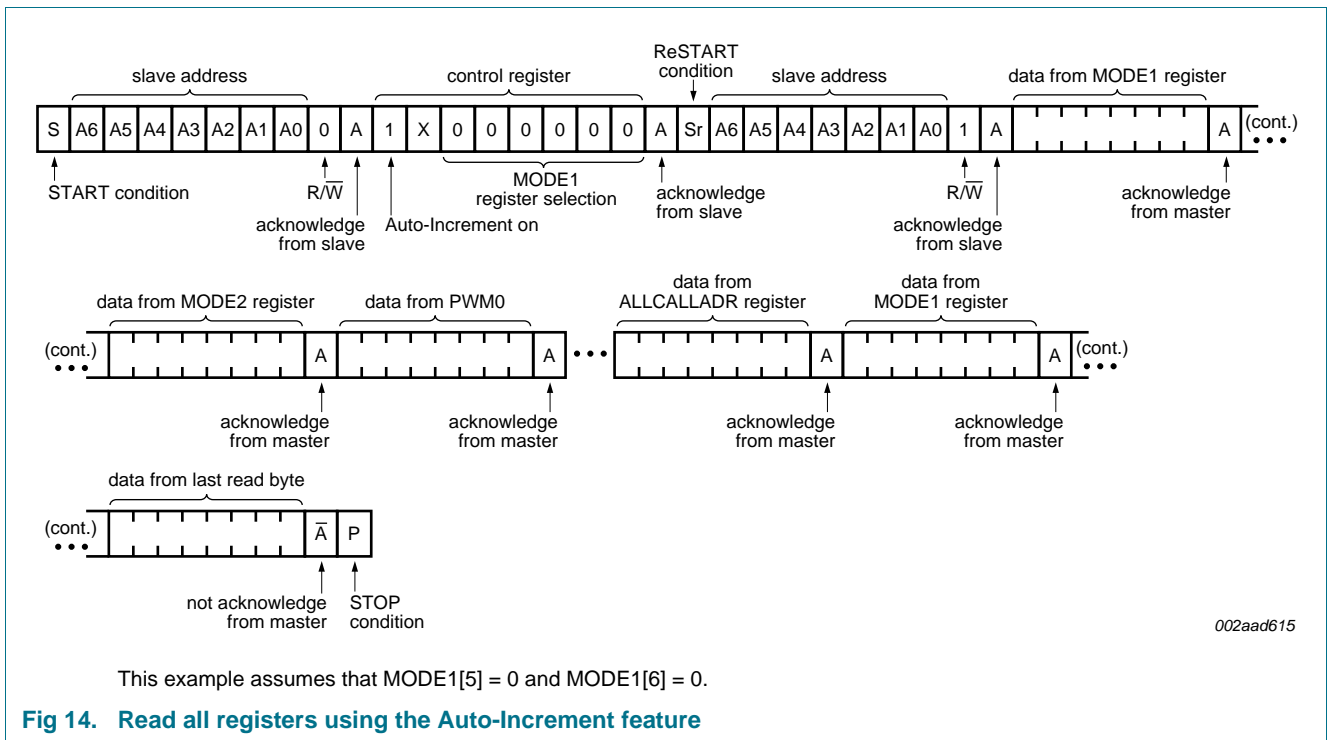 ReSTART
condition
slave address
control register
slave address
data from MODE1 register
S A6 A5 A4 A3 A2 A1 A0 0 A 1 X 0 0 0 0 0 0 A Sr A6 A5 A4 A3 A2 A1 A0 1 A A (cont.)
START condition
R/W̅
acknowledge
from slave
Auto-Increment on
MODE1
register selection
acknowledge
from slave
R/W̅
acknowledge
from slave
acknowledge
from master
data from MODE2 register
data from PWM0
data from
ALLCALLADR register
data from
MODE1 register
(cont.) A A A A (cont.)
acknowledge
from master
acknowledge
from master
acknowledge
from master
acknowledge
from master
data from last read byte
(cont.) A̅ P
not acknowledge
from master
STOP
condition
002aad615
This example assumes that MODE1[5] = 0 and MODE1[6] = 0.
Fig 14. Read all registers using the Auto-Increment feature